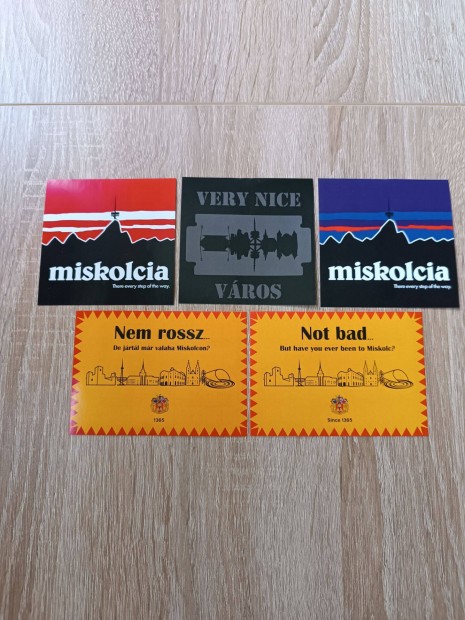 miskolcia
There every step of the way.
VERY NICE
VÁROS
miskolcia
There every step of the way.
Nem rossz...
De jártál már valaha Miskolcon?
1365
Not bad...
But have you ever been to Miskolc?
Since 1365